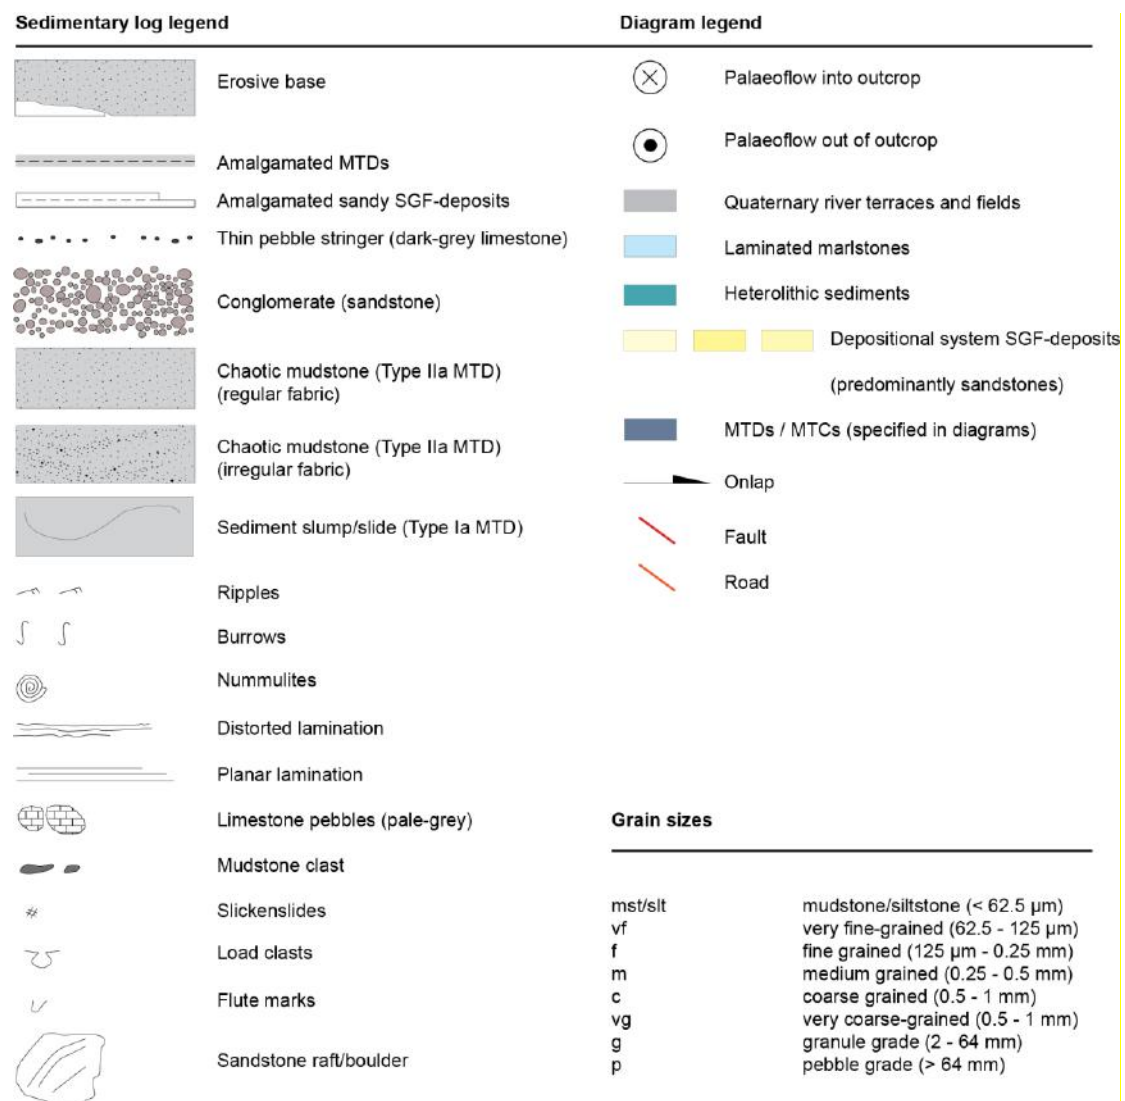 Sedimentary log legend
Erosive base
Amalgamated MTDs
Amalgamated sandy SGF-deposits
Thin pebble stringer (dark-grey limestone)
Conglomerate (sandstone)
Chaotic mudstone (Type IIa MTD)
(regular fabric)
Chaotic mudstone (Type IIa MTD)
(irregular fabric)
Sediment slump/slide (Type Ia MTD)
Ripples
Burrows
Nummulites
Distorted lamination
Planar lamination
Limestone pebbles (pale-grey)
Mudstone clast
Slickenslides
Load clasts
Flute marks
Sandstone raft/boulder
Diagram legend
Palaeoflow into outcrop
Palaeoflow out of outcrop
Quaternary river terraces and fields
Laminated marlstones
Heterolithic sediments
Depositional system SGF-deposits
(predominantly sandstones)
MTDs / MTCs (specified in diagrams)
Onlap
Fault
Road
Grain sizes
mst/slt mudstone/siltstone (< 62.5 µm)
vf very fine-grained (62.5 - 125 µm)
f fine grained (125 µm - 0.25 mm)
m medium grained (0.25 - 0.5 mm)
c coarse grained (0.5 - 1 mm)
vg very coarse-grained (0.5 - 1 mm)
g granule grade (2 - 64 mm)
p pebble grade (> 64 mm)